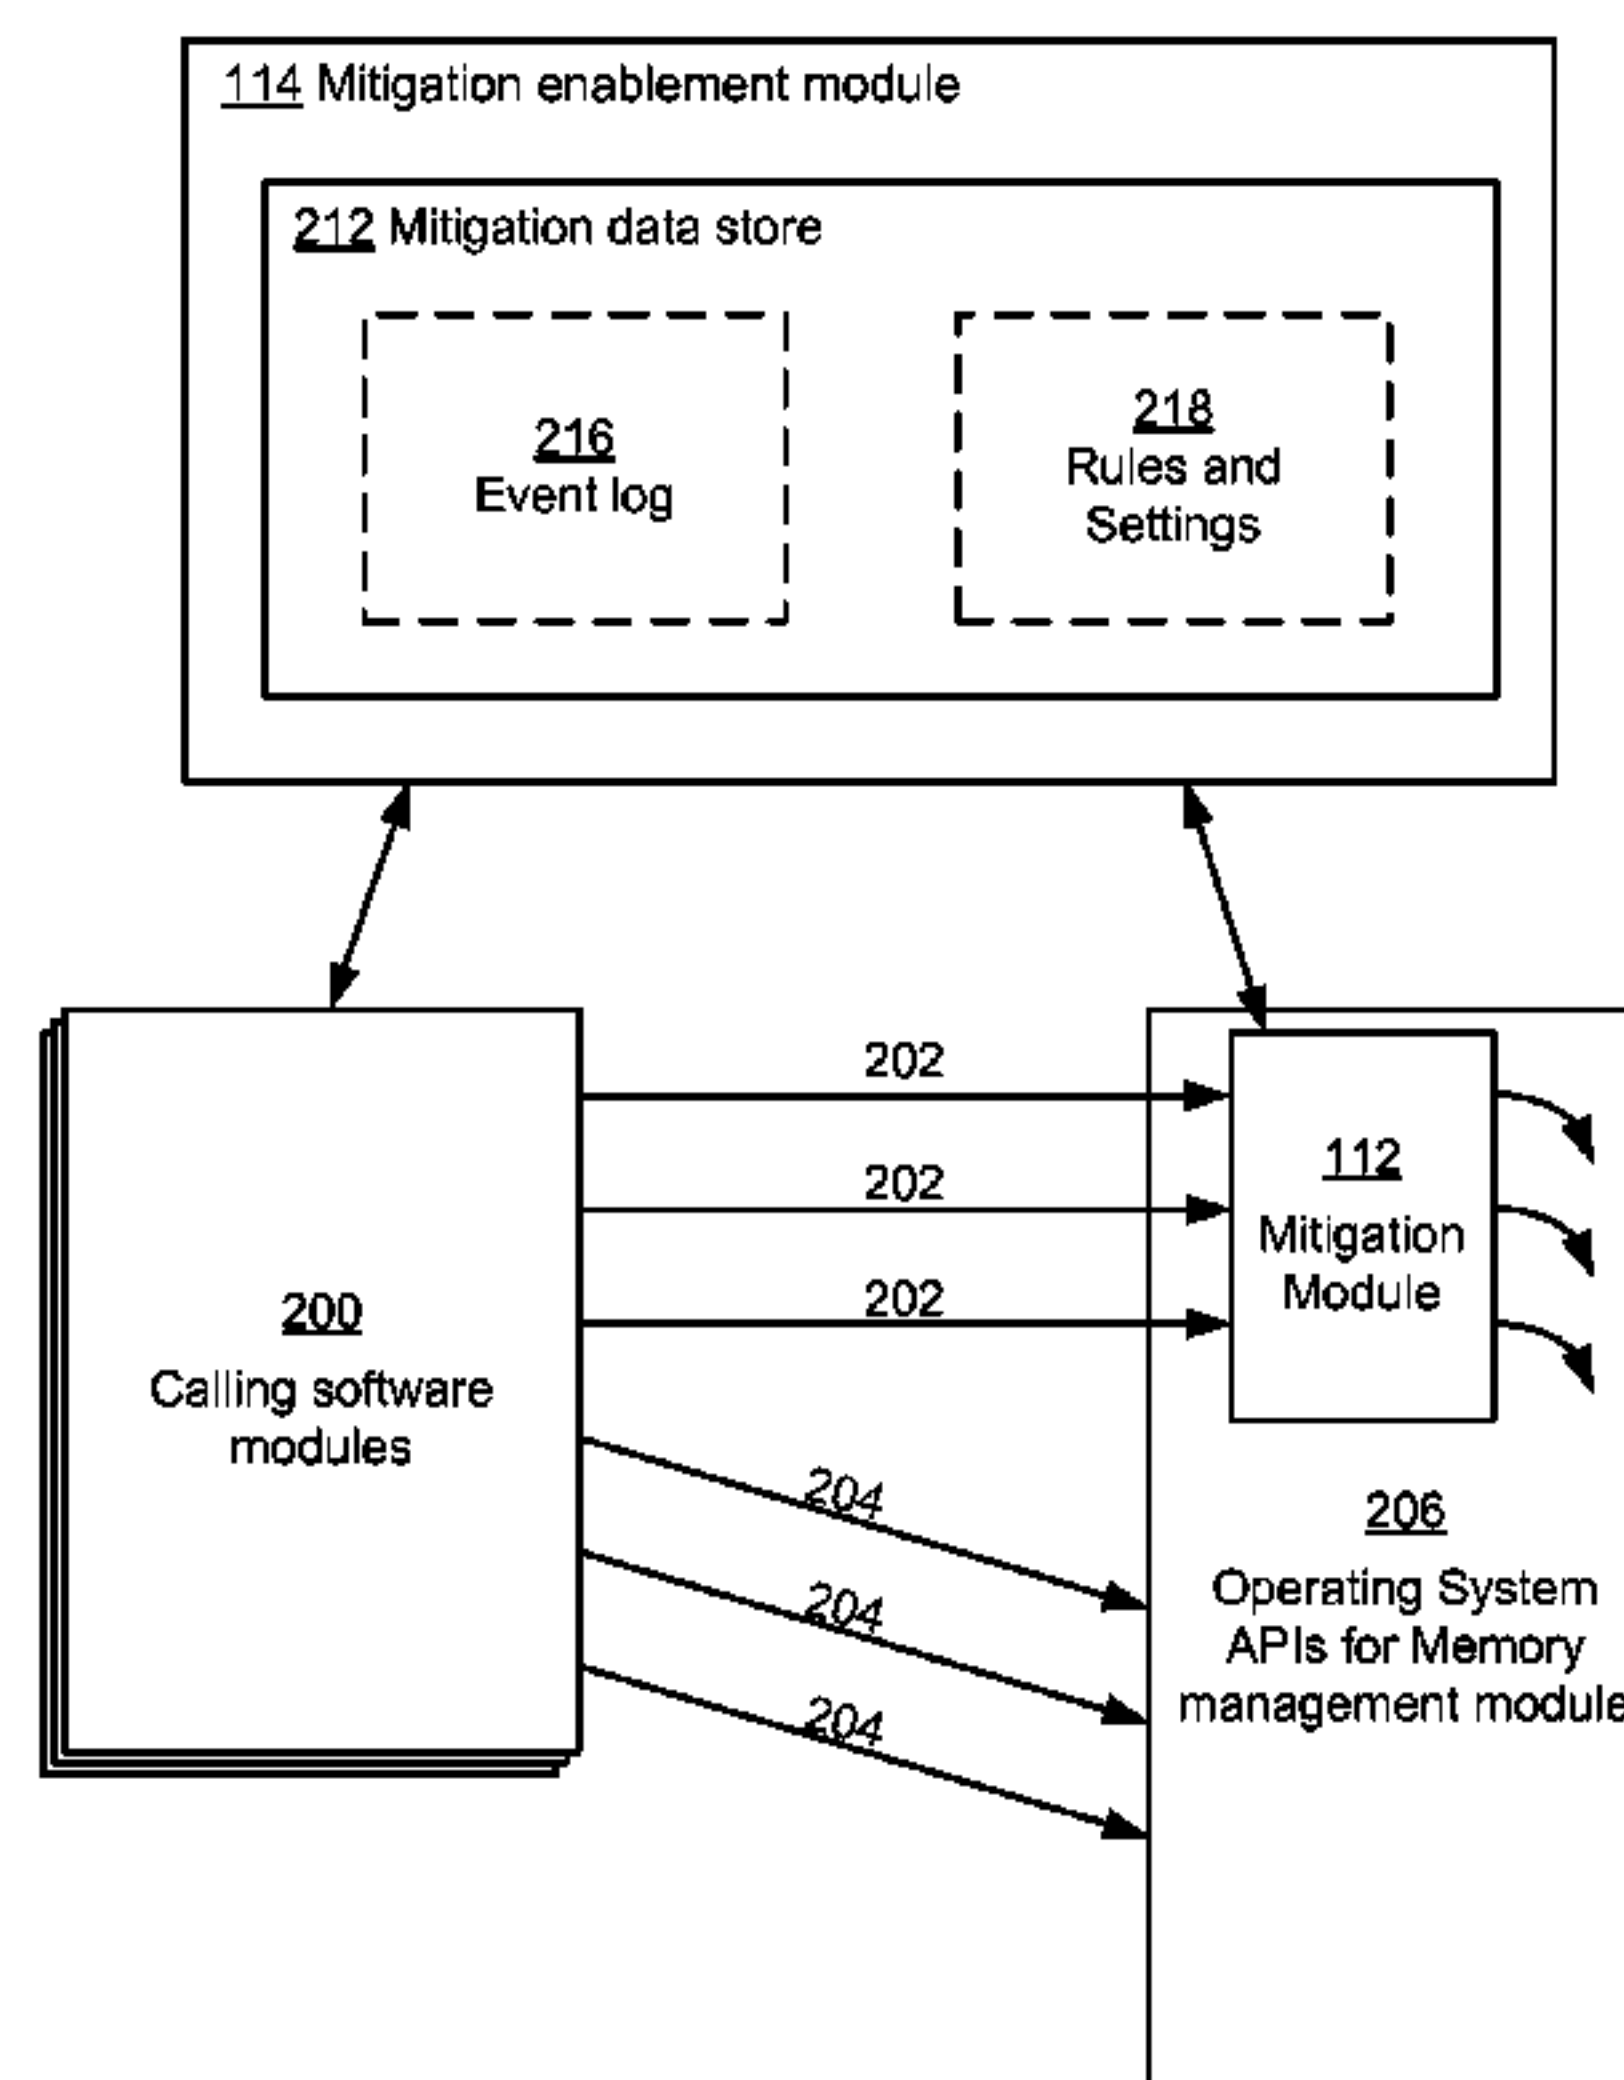 114 Mitigation enablement module
212 Mitigation data store
216
Event log
218
Rules and
Settings
202
202
202
112
Mitigation
Module
200
Calling software
modules
204
204
204
206
Operating System
APIs for Memory
management module